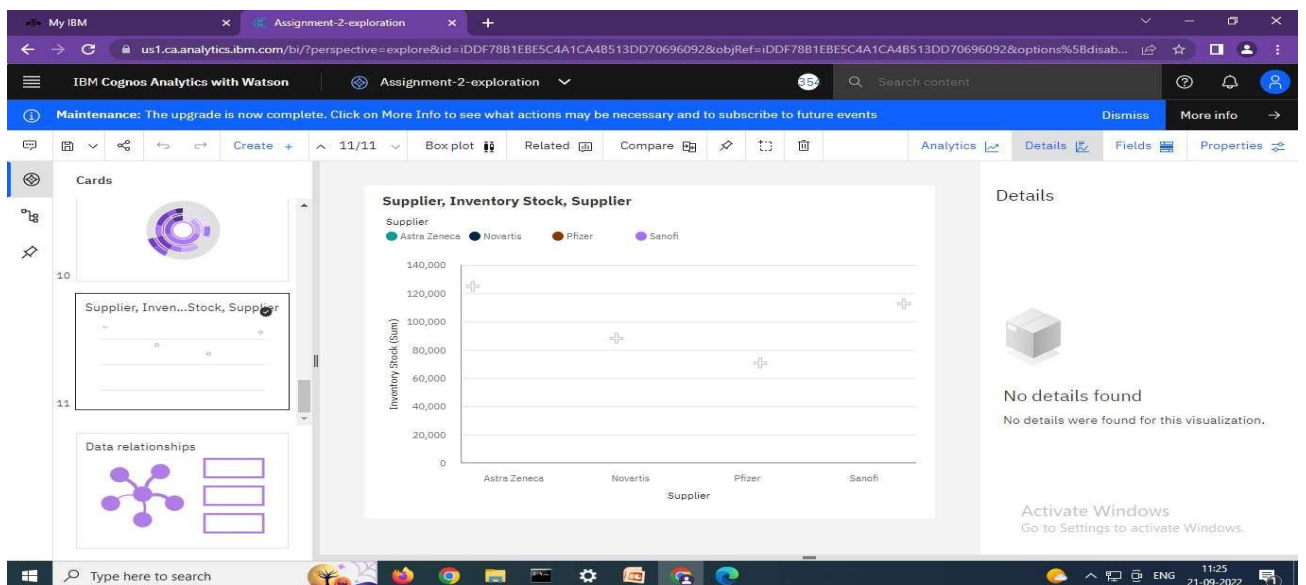 My IBM
Assignment-2-exploration
us1.ca.analytics.ibm.com/bi/?perspective=explore&id=iDDF78B1EBE5C4A1CA4B513DD70696092&objRef=iDDF78B1EBE5C4A1CA4B513DD70696092&options%5Bdisab...
IBM Cognos Analytics with Watson
Assignment-2-exploration
354
Search content
Maintenance: The upgrade is now complete. Click on More Info to see what actions may be necessary and to subscribe to future events
Dismiss
More info
Create +
11/11
Box plot
Related
Compare
Analytics
Details
Fields
Properties
Cards
10
Supplier, Inven...Stock, Supplier
11
Data relationships
Supplier, Inventory Stock, Supplier
Supplier
Astra Zeneca Novartis Pfizer Sanofi
140,000
120,000
100,000
80,000
60,000
40,000
20,000
0
Inventory Stock (Sum)
Astra Zeneca Novartis Pfizer Sanofi
Supplier
Details
No details found
No details were found for this visualization.
Activate Windows
Go to Settings to activate Windows.
Type here to search
ENG
11:25
21-09-2022
1